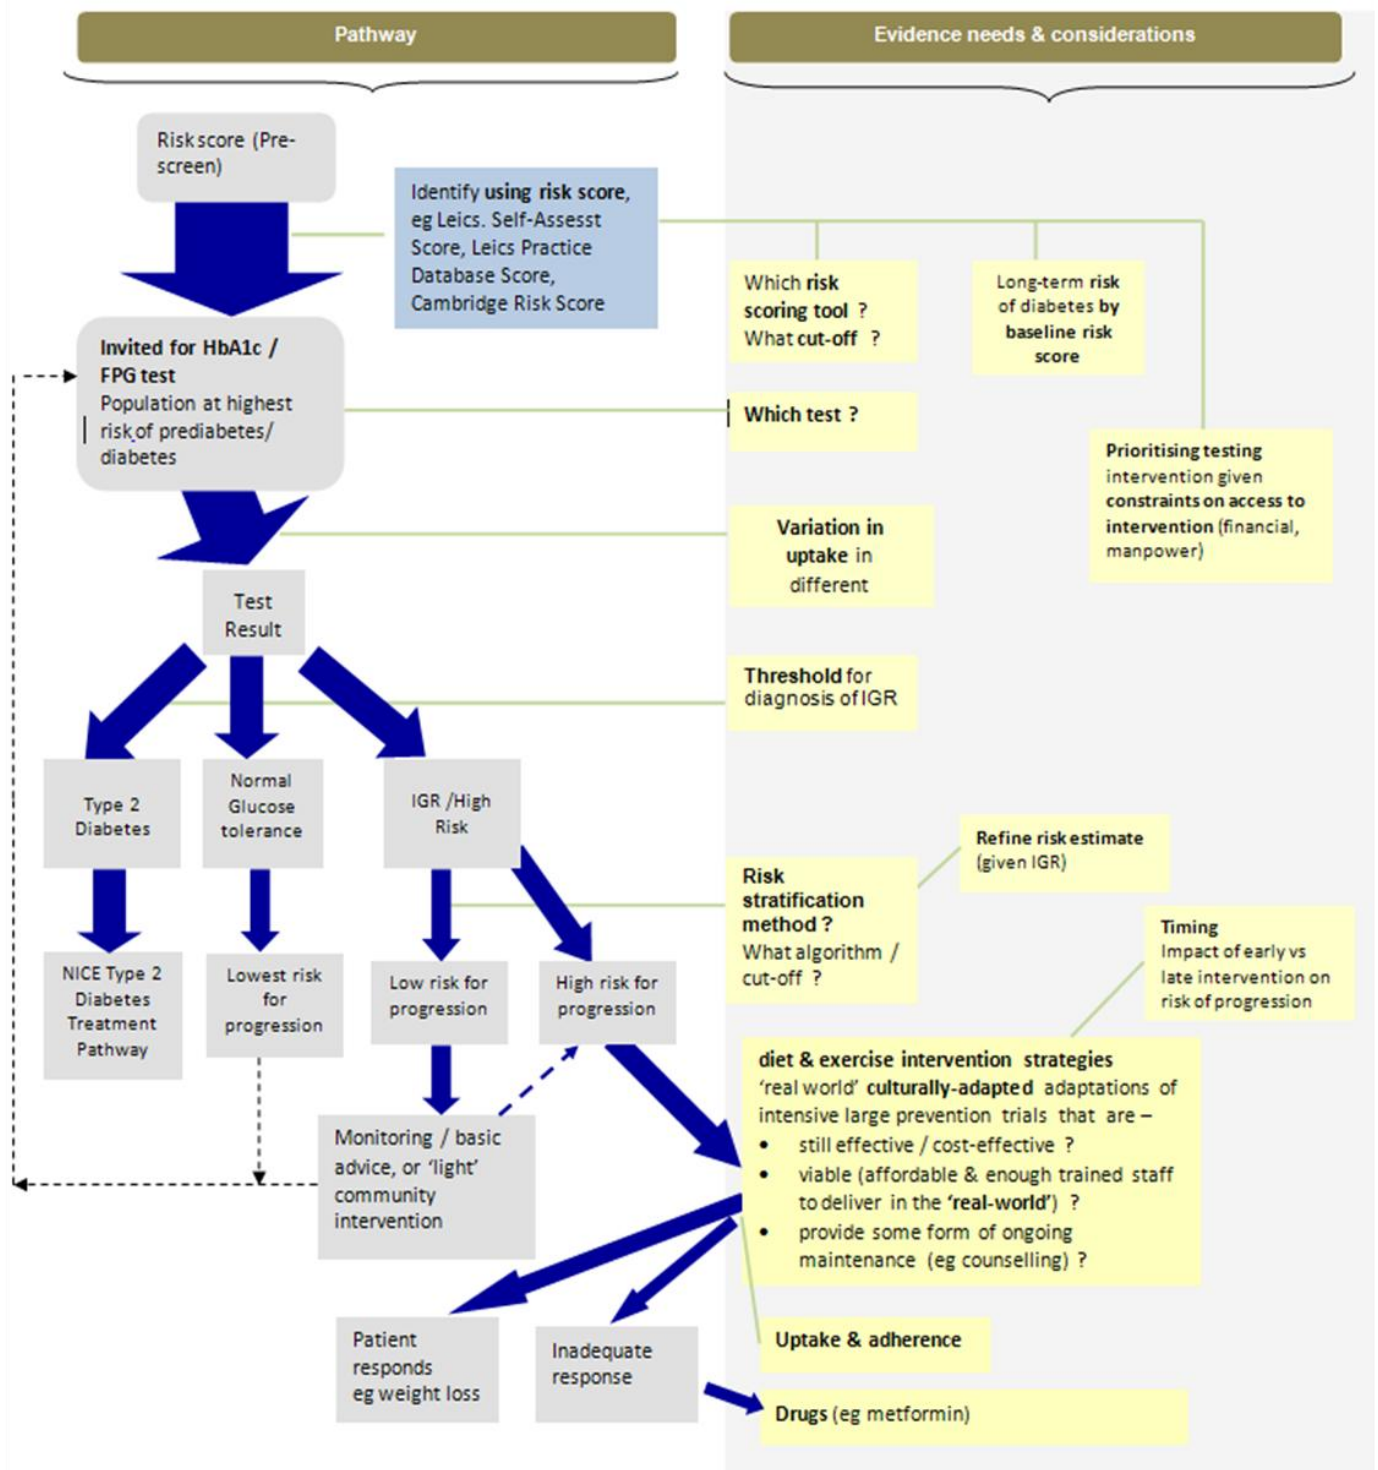 Pathway
Evidence needs & considerations
Risk score (Pre-
screen)
Identify using risk score,
eg Leics. Self-Assesst
Score, Leics Practice
Database Score,
Cambridge Risk Score
Which risk
scoring tool ?
What cut-off ?
Long-term risk
of diabetes by
baseline risk
score
Invited for HbA1c /
FPG test
Population at highest
risk of prediabetes/
diabetes
Which test ?
Prioritising testing
intervention given
constraints on access to
intervention (financial,
manpower)
Variation in
uptake in
different
Test
Result
Threshold for
diagnosis of IGR
Type 2
Diabetes
Normal
Glucose
tolerance
IGR /High
Risk
Refine risk estimate
(given IGR)
Risk
stratification
method ?
What algorithm /
cut-off ?
Timing
Impact of early vs
late intervention on
risk of progression
NICE Type 2
Diabetes
Treatment
Pathway
Lowest risk
for
progression
Low risk for
progression
High risk for
progression
diet & exercise intervention strategies
‘real world’ culturally-adapted adaptations of
intensive large prevention trials that are –
• still effective / cost-effective ?
• viable (affordable & enough trained staff
to deliver in the ‘real-world’) ?
• provide some form of ongoing
maintenance (eg counselling) ?
Monitoring / basic
advice, or ‘light’
community
intervention
Patient
responds
eg weight loss
Inadequate
response
Uptake & adherence
Drugs (eg metformin)